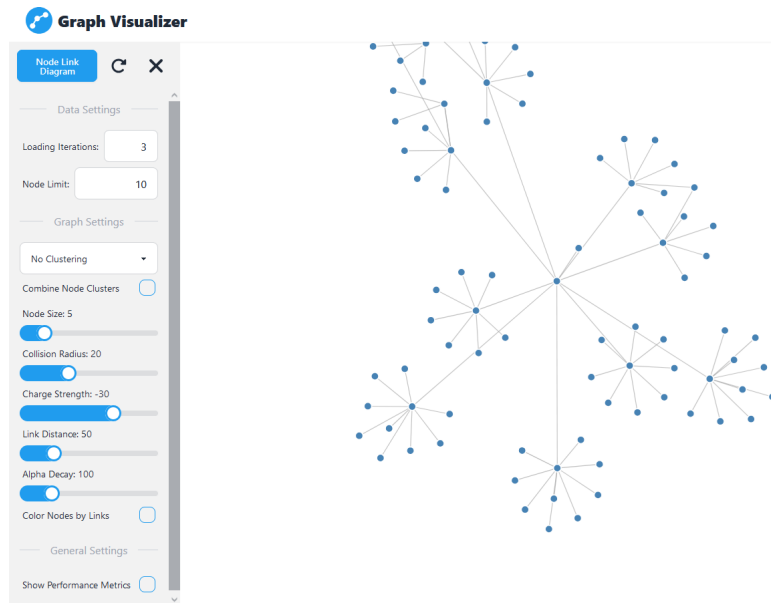 Graph Visualizer
Node Link
Diagram
Data Settings
Loading Iterations: 3
Node Limit: 10
Graph Settings
No Clustering
Combine Node Clusters
Node Size: 5
Collision Radius: 20
Charge Strength: -30
Link Distance: 50
Alpha Decay: 100
Color Nodes by Links
General Settings
Show Performance Metrics